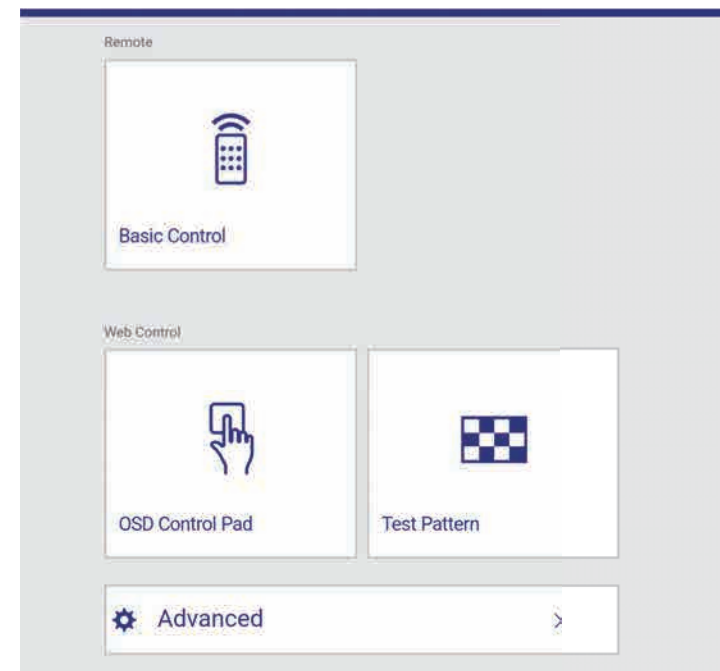 Remote
Basic Control
Web Control
OSD Control Pad
Test Pattern
Advanced